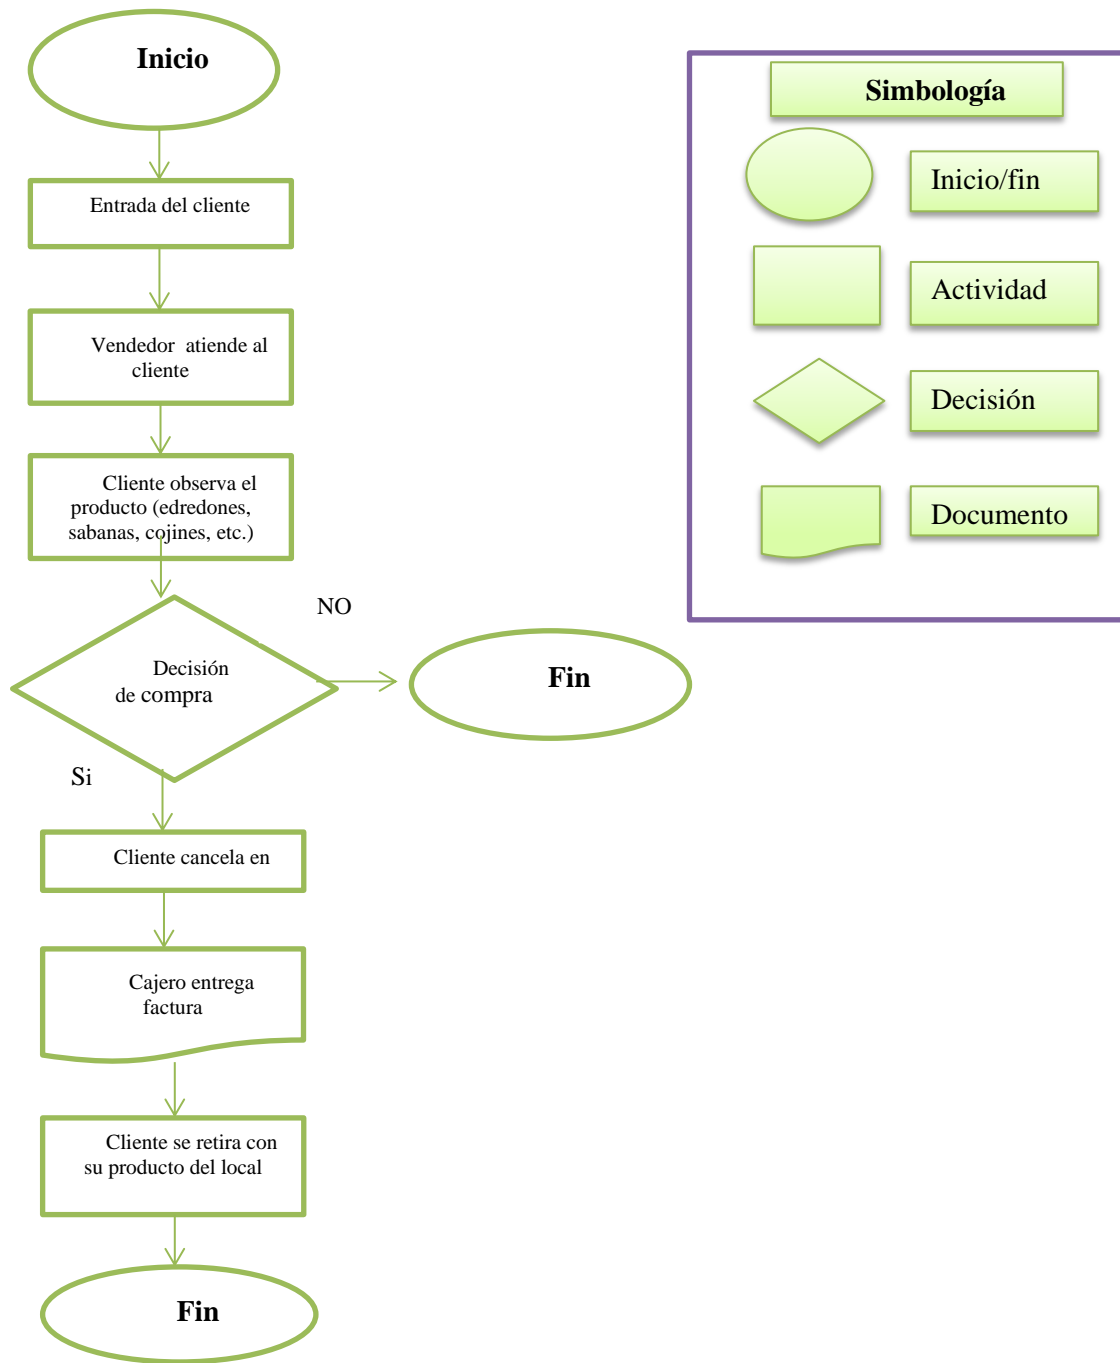 Inicio
Entrada del cliente
Vendedor atiende al
cliente
Cliente observa el
producto (edredones,
sabanas, cojines, etc.)
NO
Decisión
de compra
Fin
Si
Cliente cancela en
Cajero entrega
factura
Cliente se retira con
su producto del local
Fin
Simbología
Inicio/fin
Actividad
Decisión
Documento